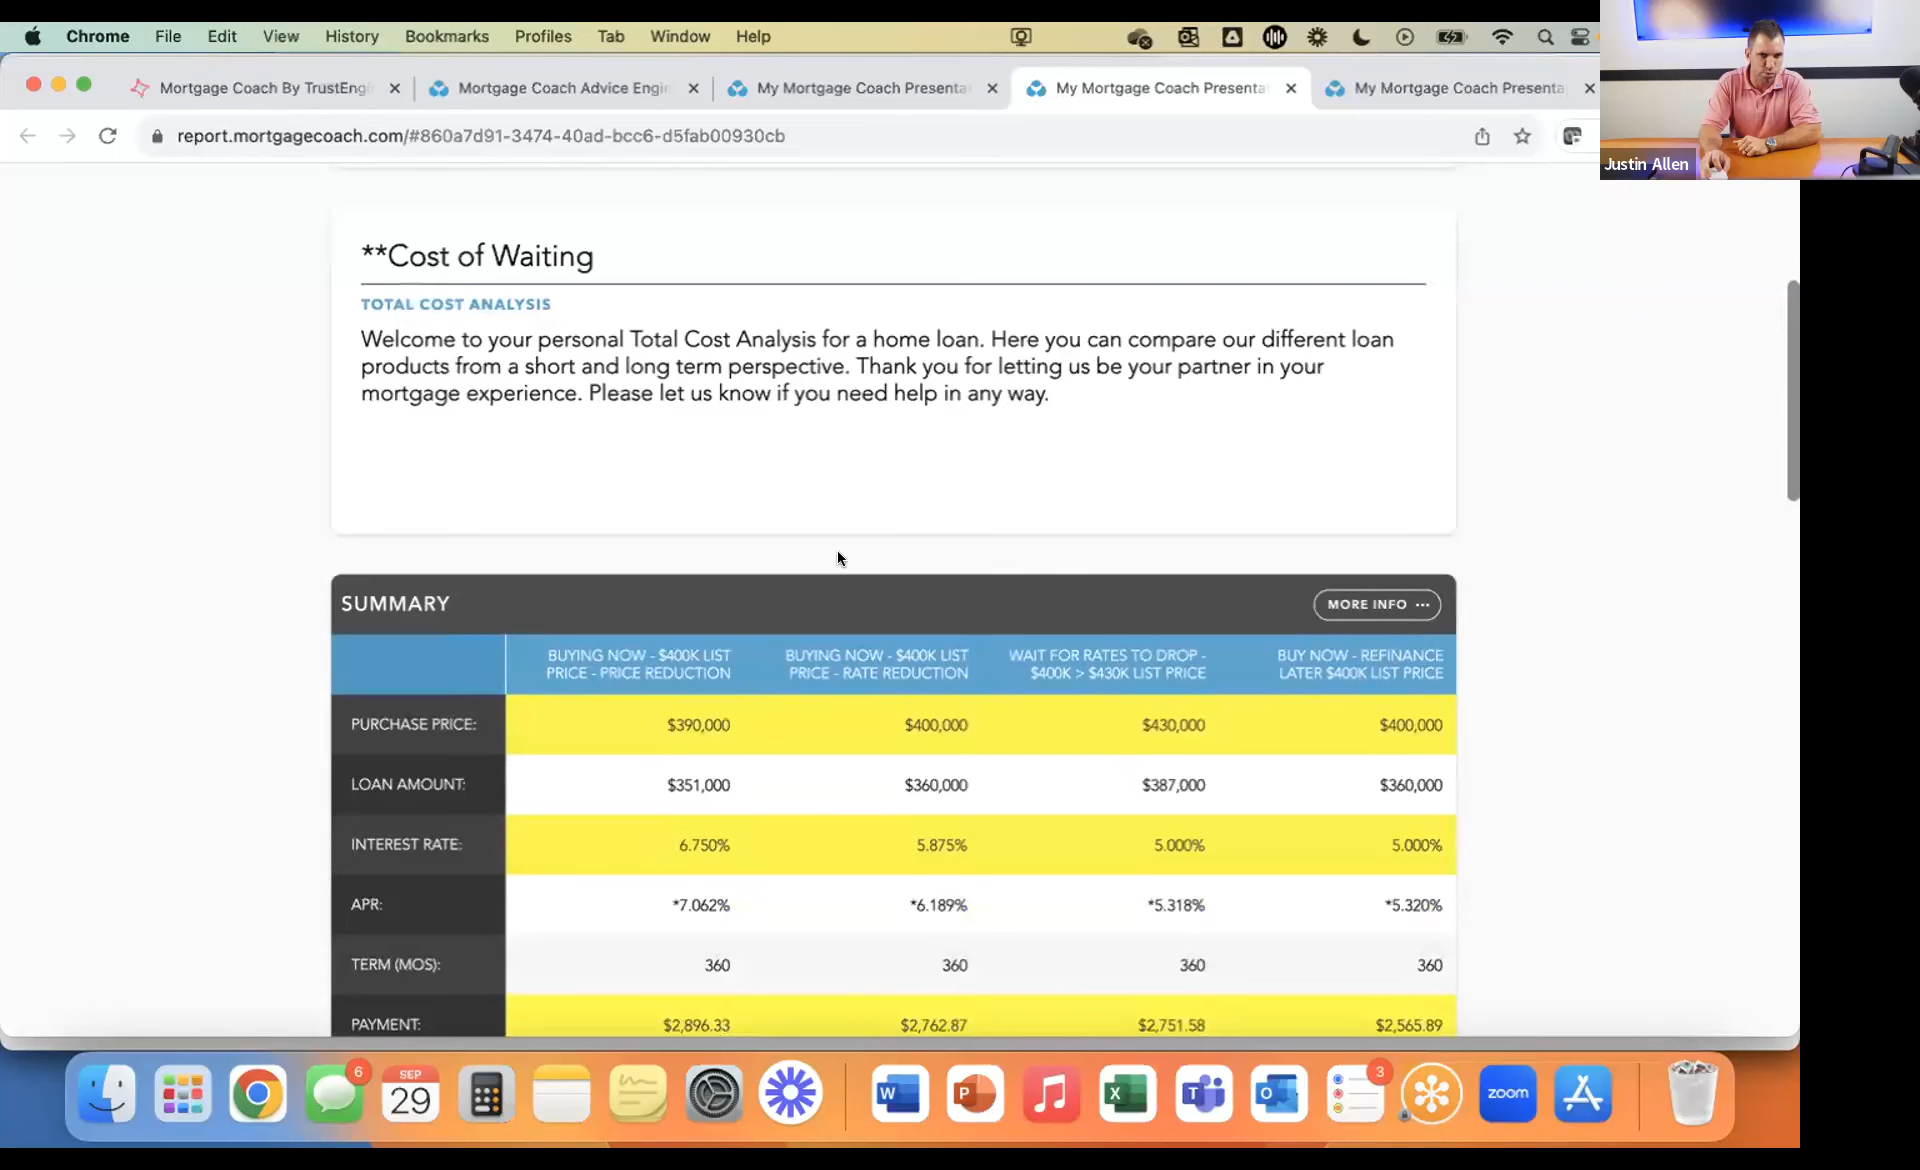 Chrome File Edit View History Bookmarks Profiles Tab Window Help
Mortgage Coach By TrustEngi
Mortgage Coach Advice Engi
My Mortgage Coach Presenta
My Mortgage Coach Presenta
My Mortgage Coach Presenta
report.mortgagecoach.com/#860a7d91-3474-40ad-bcc6-d5fab00930cb
Justin Allen
**Cost of Waiting
TOTAL COST ANALYSIS
Welcome to your personal Total Cost Analysis for a home loan. Here you can compare our different loan
products from a short and long term perspective. Thank you for letting us be your partner in your
mortgage experience. Please let us know if you need help in any way.
SUMMARY
MORE INFO ...
BUYING NOW - $400K LIST
PRICE - PRICE REDUCTION
BUYING NOW - $400K LIST
PRICE - RATE REDUCTION
WAIT FOR RATES TO DROP -
$400K > $430K LIST PRICE
BUY NOW - REFINANCE
LATER $400K LIST PRICE
PURCHASE PRICE: $390,000 $400,000 $430,000 $400,000
LOAN AMOUNT: $351,000 $360,000 $387,000 $360,000
INTEREST RATE: 6.750% 5.875% 5.000% 5.000%
APR: *7.062% *6.189% *5.318% *5.320%
TERM (MOS): 360 360 360 360
PAYMENT: $2,896.33 $2,762.87 $2,751.58 $2,565.89
6
SEP
29
W
P
X
T
O
3
zoom